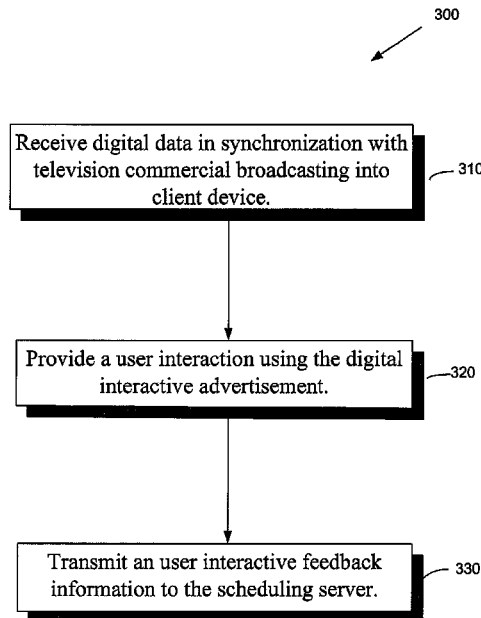 300
Receive digital data in synchronization with
television commercial broadcasting into
client device.
310
Provide a user interaction using the digital
interactive advertisement.
320
Transmit an user interactive feedback
information to the scheduling server.
330